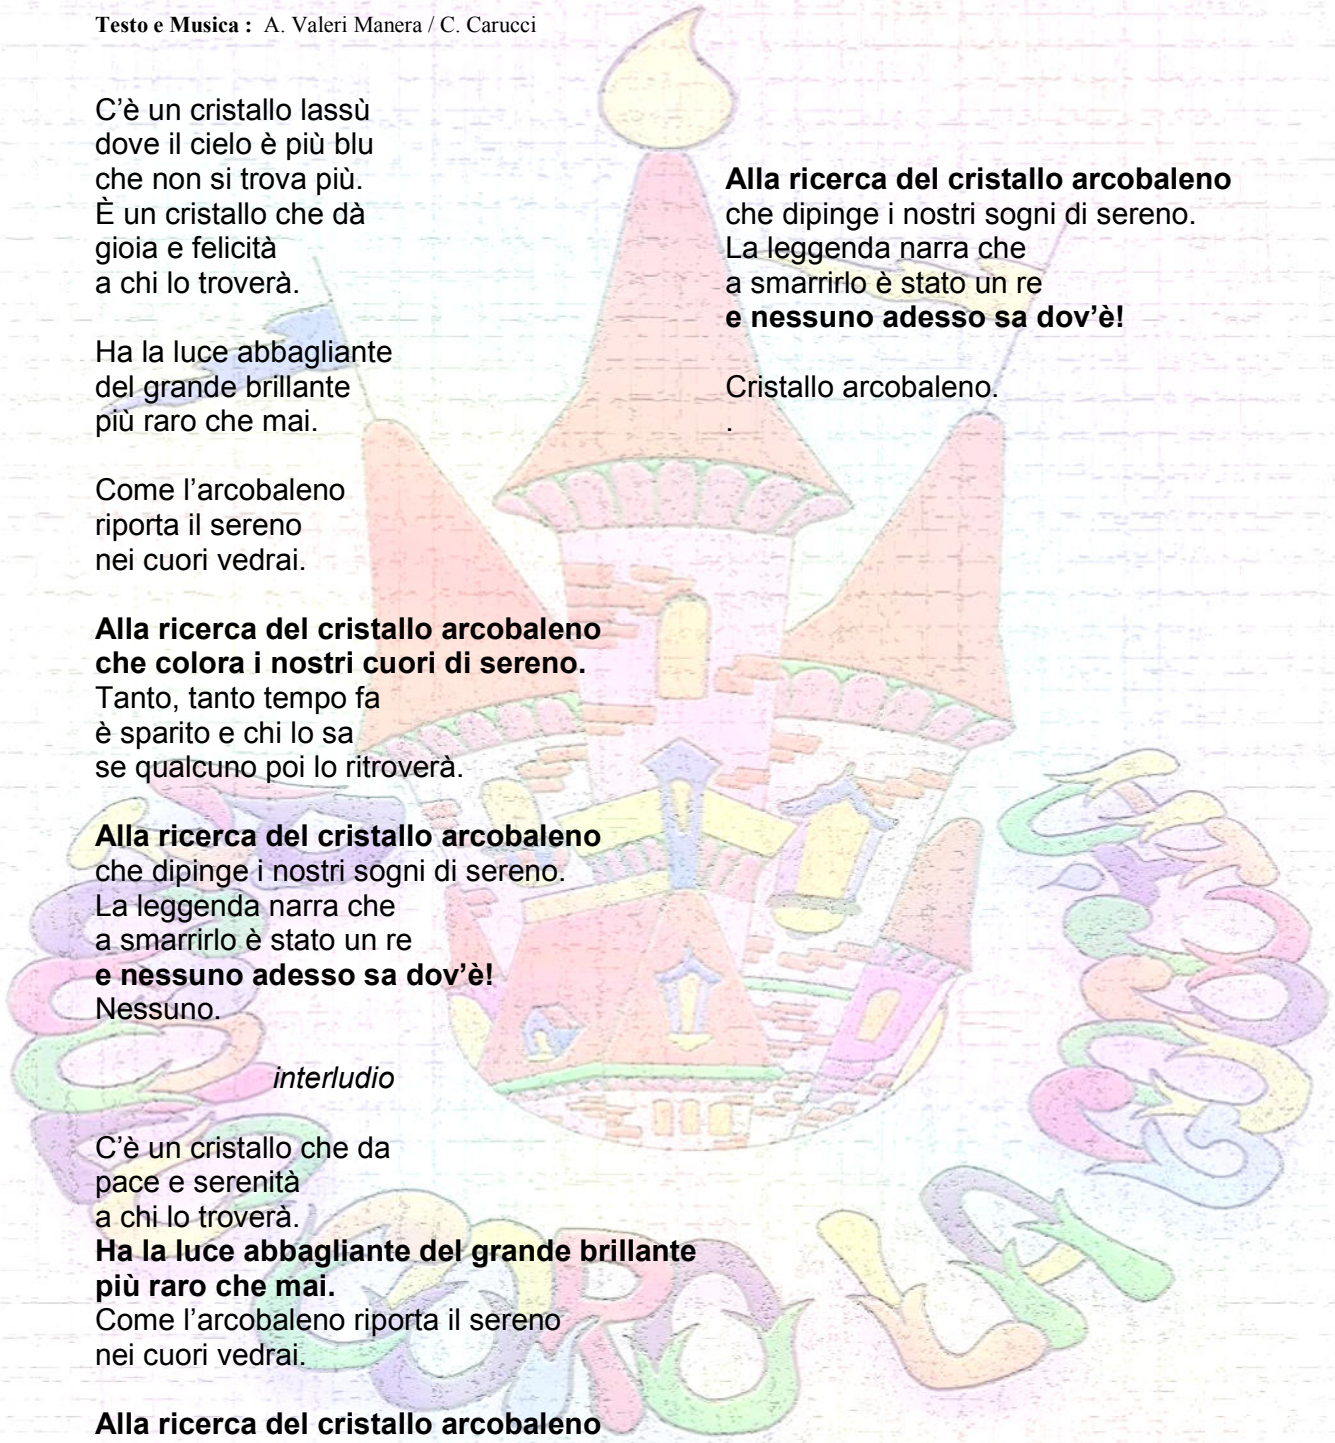 Testo e Musica : A. Valeri Manera / C. Carucci
C'è un cristallo lassù
dove il cielo è più blu
che non si trova più.
È un cristallo che dà
gioia e felicità
a chi lo troverà.
Ha la luce abbagliante
del grande brillante
più raro che mai.
Come l'arcobaleno
riporta il sereno
nei cuori vedrai.
Alla ricerca del cristallo arcobaleno
che colora i nostri cuori di sereno.
Tanto, tanto tempo fa
è sparito e chi lo sa
se qualcuno poi lo ritroverà.
Alla ricerca del cristallo arcobaleno
che dipinge i nostri sogni di sereno.
La leggenda narra che
a smarrirlo è stato un re
e nessuno adesso sa dov'è!
Nessuno.
interludio
C'è un cristallo che da
pace e serenità
a chi lo troverà.
Ha la luce abbagliante del grande brillante
più raro che mai.
Come l'arcobaleno riporta il sereno
nei cuori vedrai.
Alla ricerca del cristallo arcobaleno
Alla ricerca del cristallo arcobaleno
che dipinge i nostri sogni di sereno.
La leggenda narra che
a smarrirlo è stato un re
e nessuno adesso sa dov'è!
Cristallo arcobaleno.
.
CORO LA